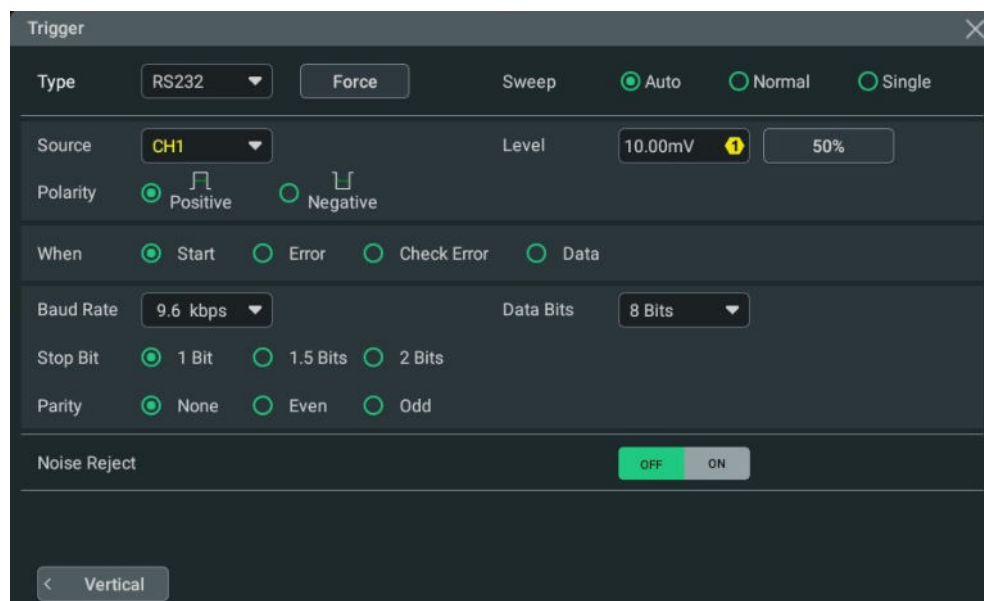 Trigger
Type RS232 Force Sweep Auto Normal Single
Source CH1 Level 10.00mV 1 50%
Polarity Positive Negative
When Start Error Check Error Data
Baud Rate 9.6 kbps Data Bits 8 Bits
Stop Bit 1 Bit 1.5 Bits 2 Bits
Parity None Even Odd
Noise Reject OFF ON
Vertical